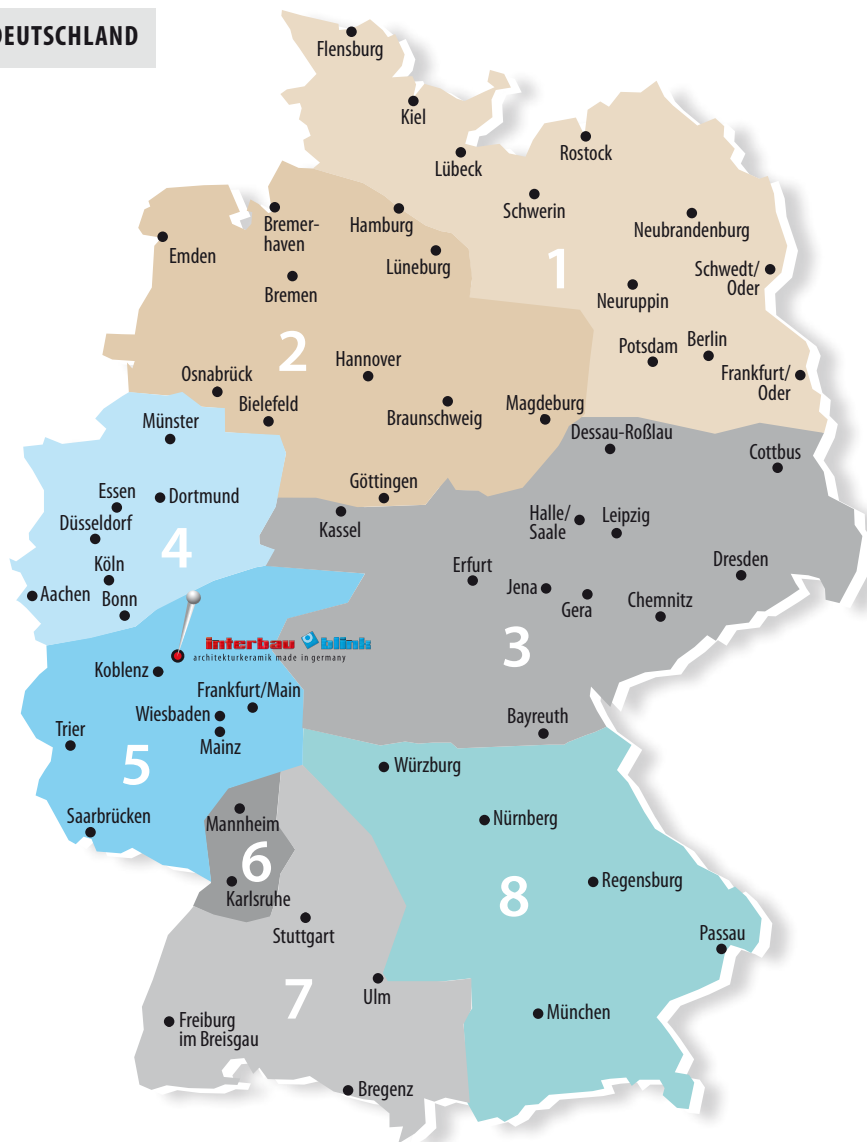 DEUTSCHLAND
Flensburg
Kiel
Rostock
Lübeck
Schwerin
Bremer-
haven
Hamburg
Neubrandenburg
Emden
Lüneburg
1
Schwedt/
Oder
Bremen
Neuruppin
2
Hannover
Potsdam
Berlin
Osnabrück
Frankfurt/
Oder
Bielefeld
Braunschweig
Magdeburg
Münster
Dessau-Roßlau
Cottbus
Göttingen
Essen
Dortmund
Kassel
Halle/
Saale
Leipzig
Düsseldorf
4
Köln
Erfurt
Dresden
Aachen
Bonn
Jena
Gera
Chemnitz
interbau blink
architekturkeramik made in germany
3
Koblenz
Frankfurt/Main
Wiesbaden
Bayreuth
Trier
Mainz
5
Würzburg
Saarbrücken
Mannheim
Nürnberg
6
Karlsruhe
8
Regensburg
Stuttgart
Passau
7
Ulm
Freiburg
im Breisgau
München
Bregenz